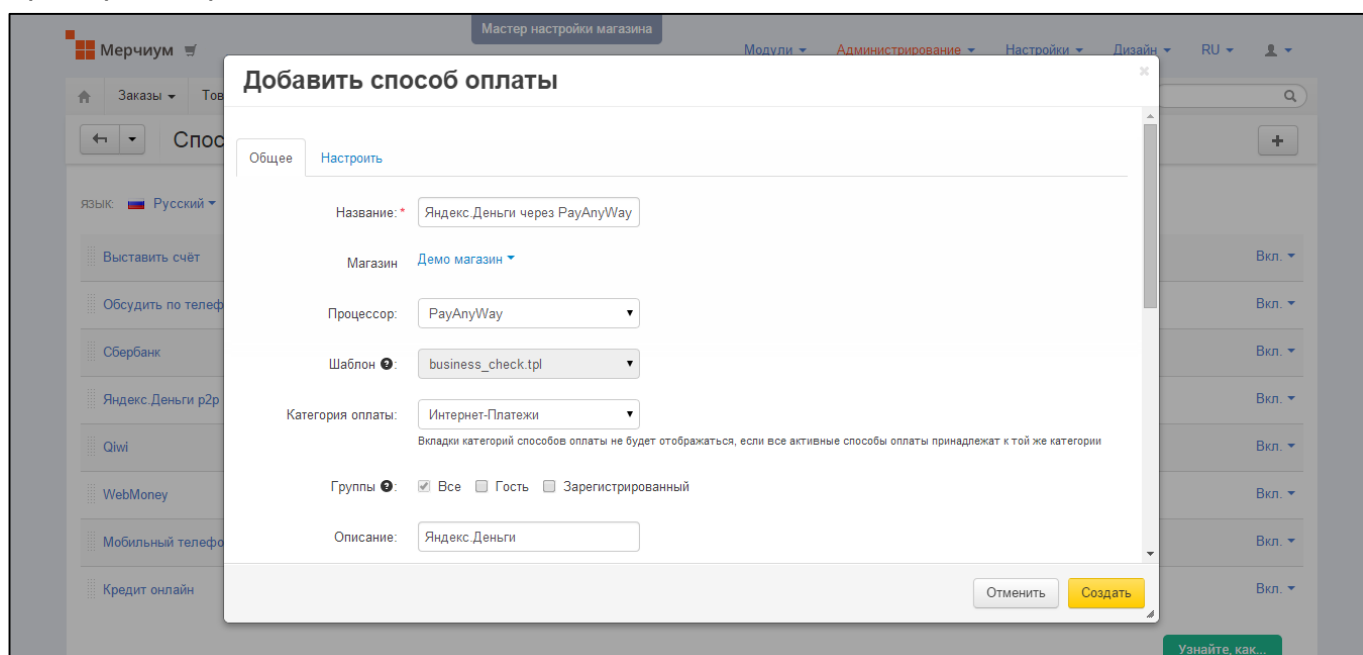 Мастер настройки магазина
Мерчиум
Модули Администрирование Настройки Дизайн RU
Добавить способ оплаты
Заказы Тов
Спос
Общее Настроить
язык: Русский
Название: * Яндекс.Деньги через PayAnyWay
Выставить счёт Вкл.
Магазин Демо магазин
Обсудить по телеф Вкл.
Процессор: PayAnyWay
Сбербанк Вкл.
Шаблон ?: business_check.tpl
Яндекс.Деньги p2p Вкл.
Категория оплаты: Интернет-Платежи
Вкладки категорий способов оплаты не будет отображаться, если все активные способы оплаты принадлежат к той же категории
Qiwi Вкл.
Группы ?: Все Гость Зарегистрированный
WebMoney Вкл.
Описание: Яндекс.Деньги
Мобильный телефо Вкл.
Кредит онлайн Вкл.
Отменить Создать
Узнайте, как...